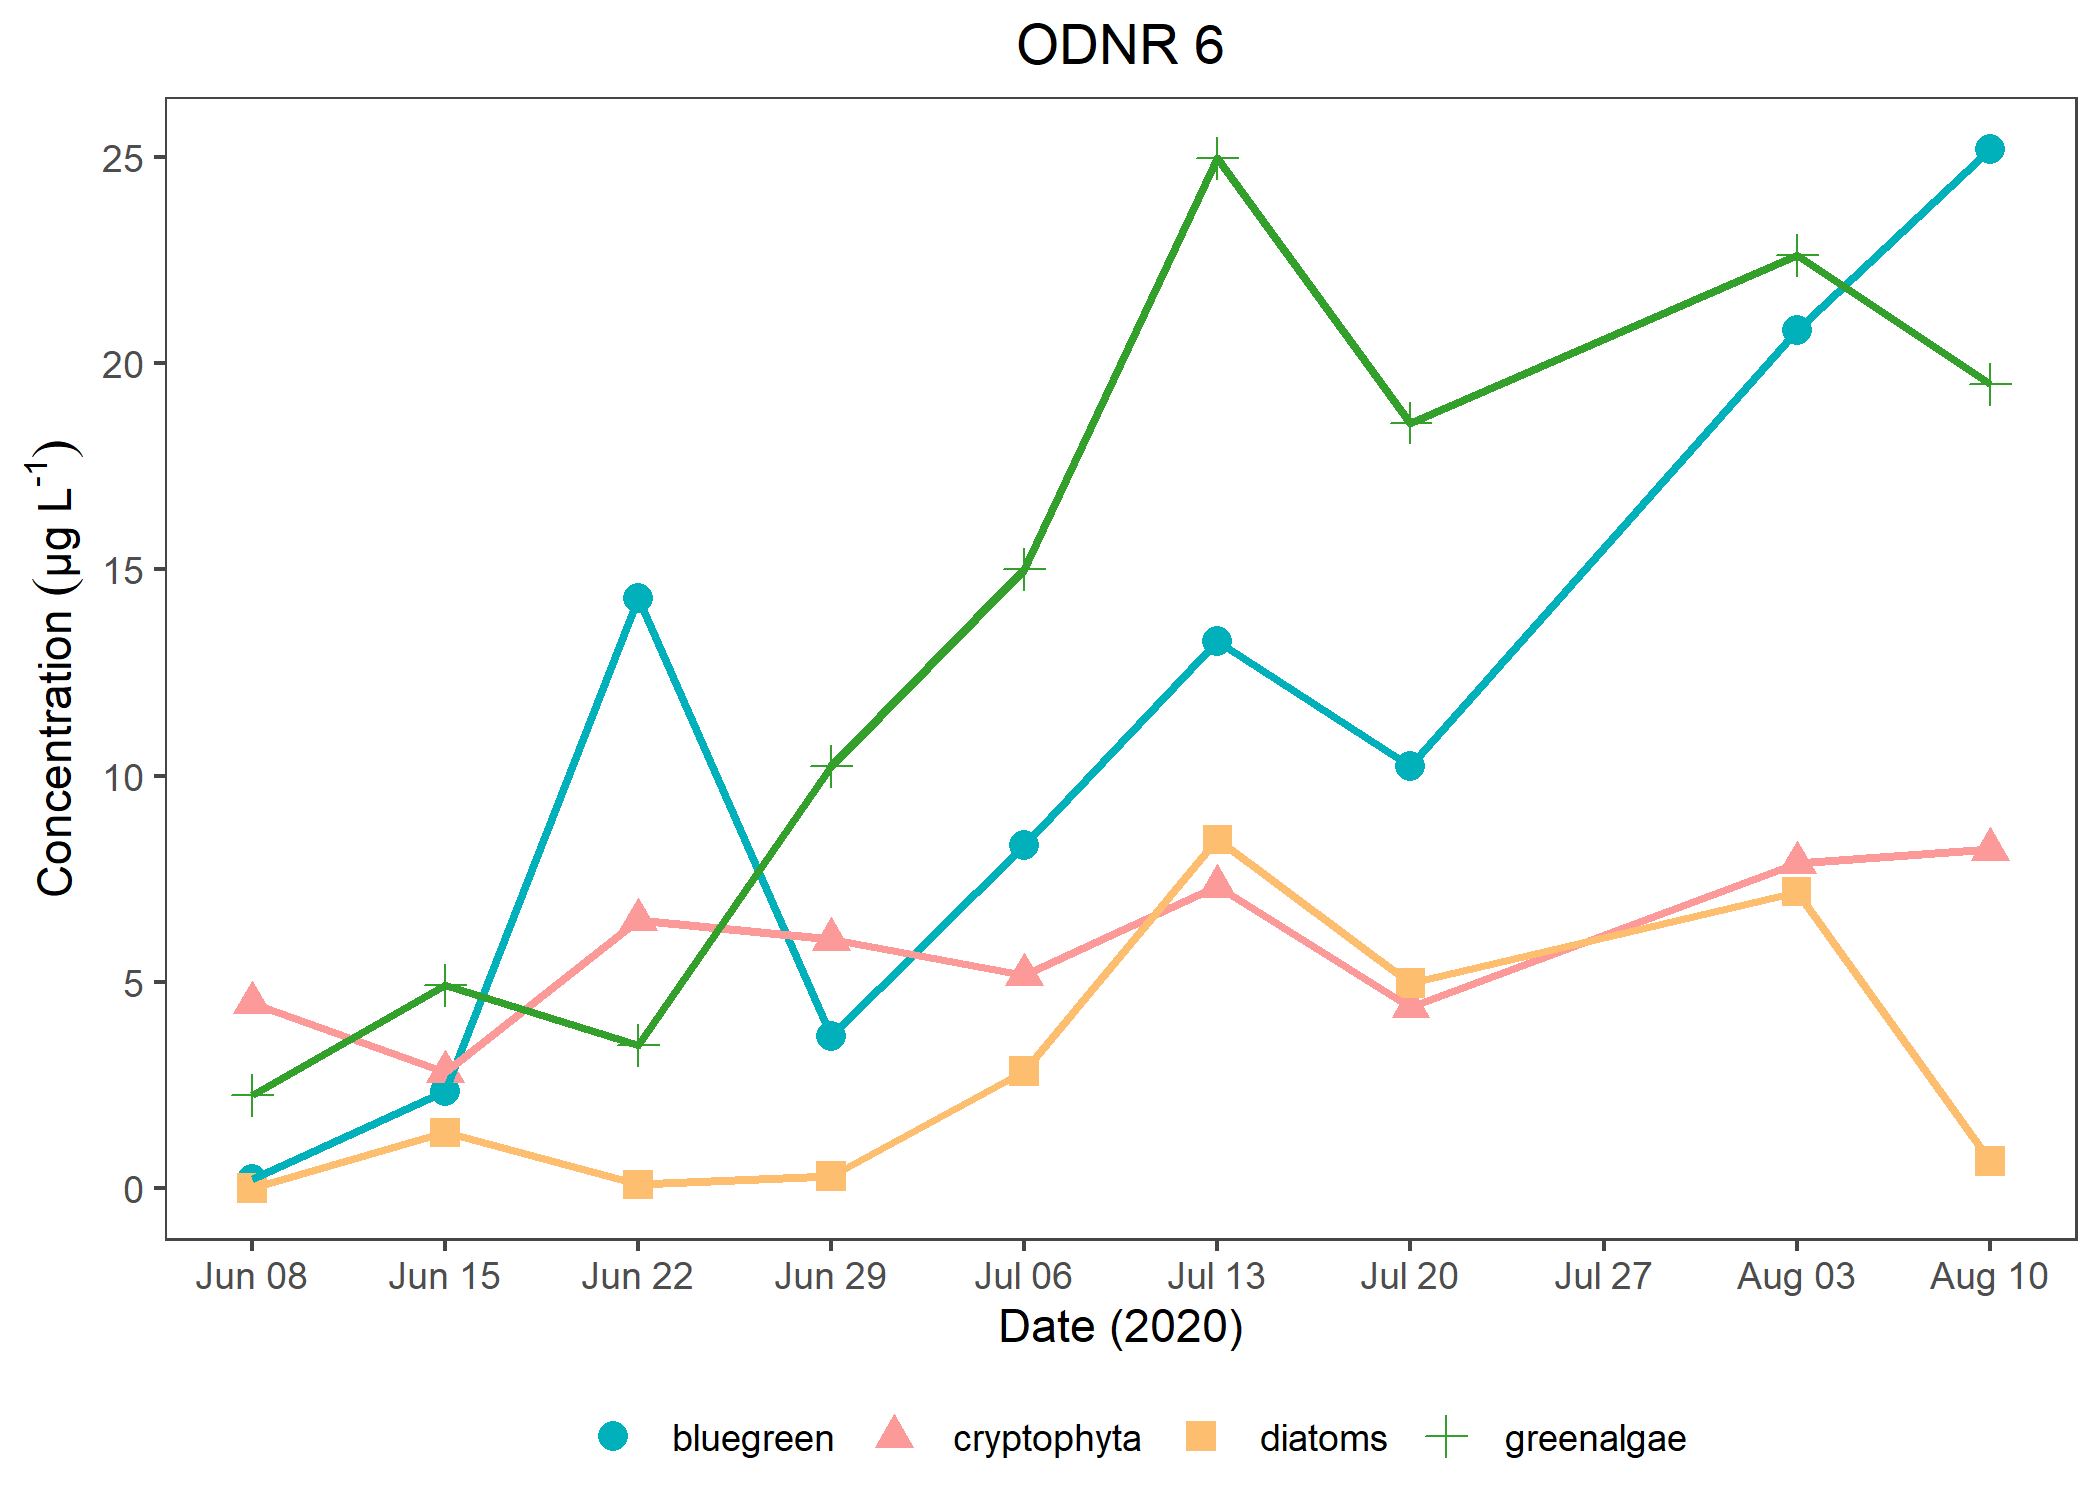 ODNR 6
Concentration (µg L⁻¹)
25
20
15
10
5
0
Jun 08 Jun 15 Jun 22 Jun 29 Jul 06 Jul 13 Jul 20 Jul 27 Aug 03 Aug 10
Date (2020)
bluegreen cryptophyta diatoms greenalgae